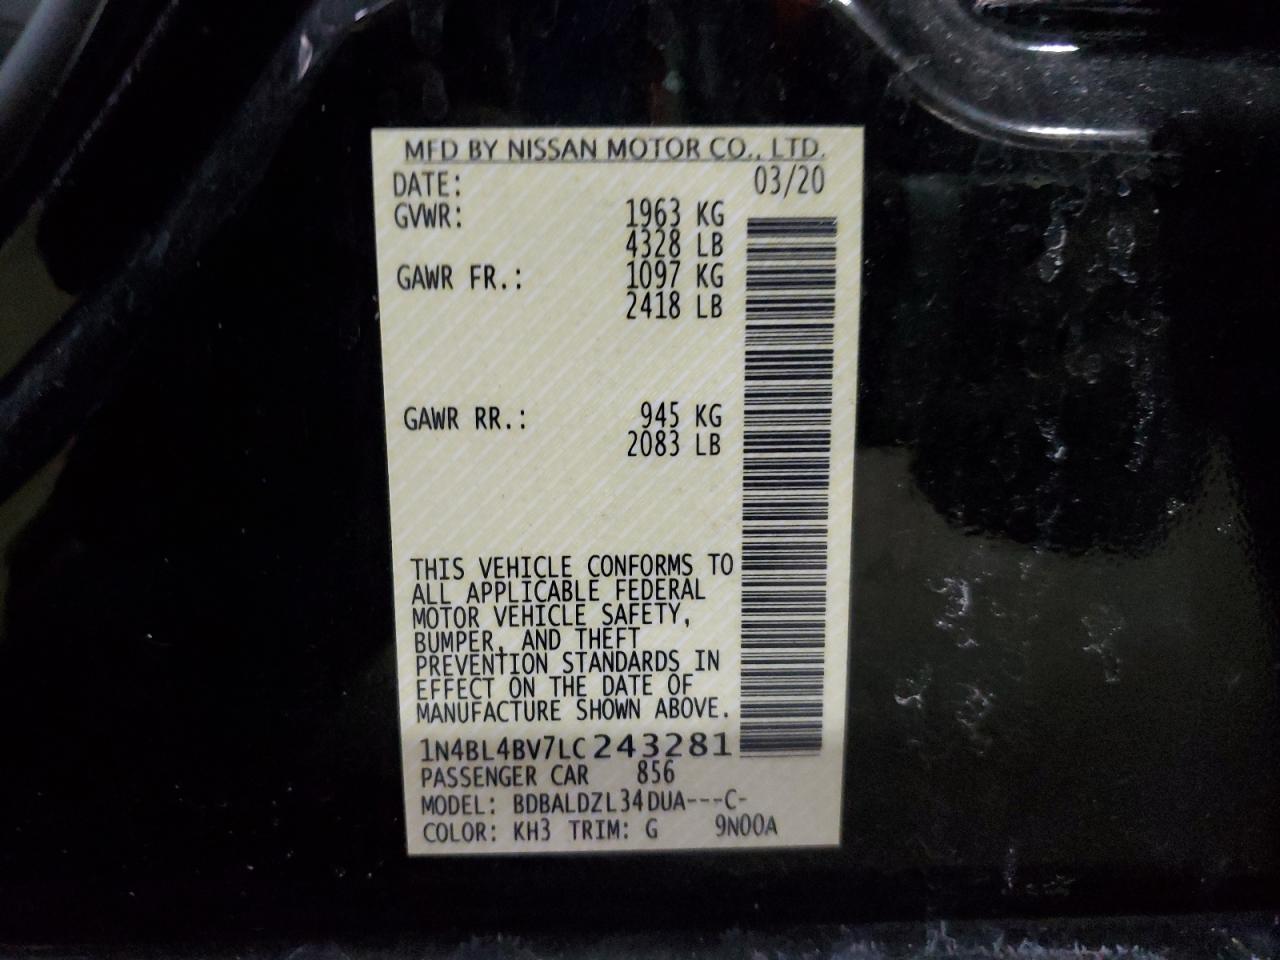 MFD BY NISSAN MOTOR CO., LTD.
DATE: 03/20
GVWR: 1963 KG
4328 LB
GAWR FR.: 1097 KG
2418 LB
GAWR RR.: 945 KG
2083 LB
THIS VEHICLE CONFORMS TO
ALL APPLICABLE FEDERAL
MOTOR VEHICLE SAFETY,
BUMPER, AND THEFT
PREVENTION STANDARDS IN
EFFECT ON THE DATE OF
MANUFACTURE SHOWN ABOVE.
1N4BL4BV7LC243281
PASSENGER CAR 856
MODEL: BDBALDZL34DUA---C-
COLOR: KH3 TRIM: G 9N00A